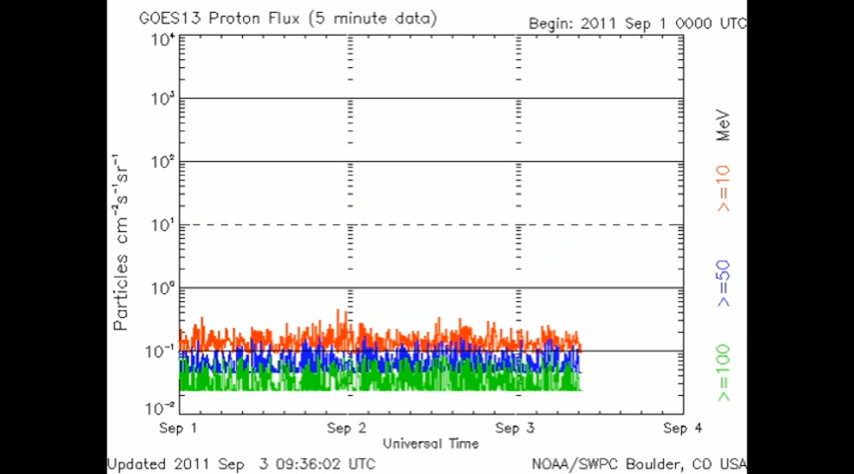 GOES13 Proton Flux (5 minute data)
Begin: 2011 Sep 1 0000 UTC
10⁴
10³
10²
10¹
10⁰
10⁻¹
10⁻²
Particles cm⁻²s⁻¹sr⁻¹
MeV
>=10
>=50
>=100
Sep 1
Sep 2
Sep 3
Sep 4
Universal Time
Updated 2011 Sep 3 09:36:02 UTC
NOAA/SWPC Boulder, CO USA